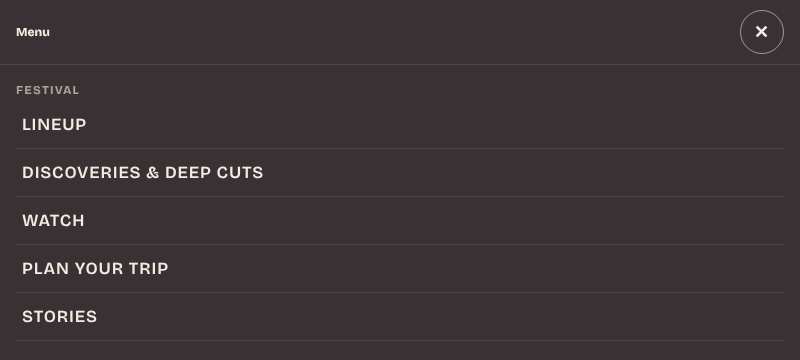 Menu
FESTIVAL
LINEUP
DISCOVERIES & DEEP CUTS
WATCH
PLAN YOUR TRIP
STORIES